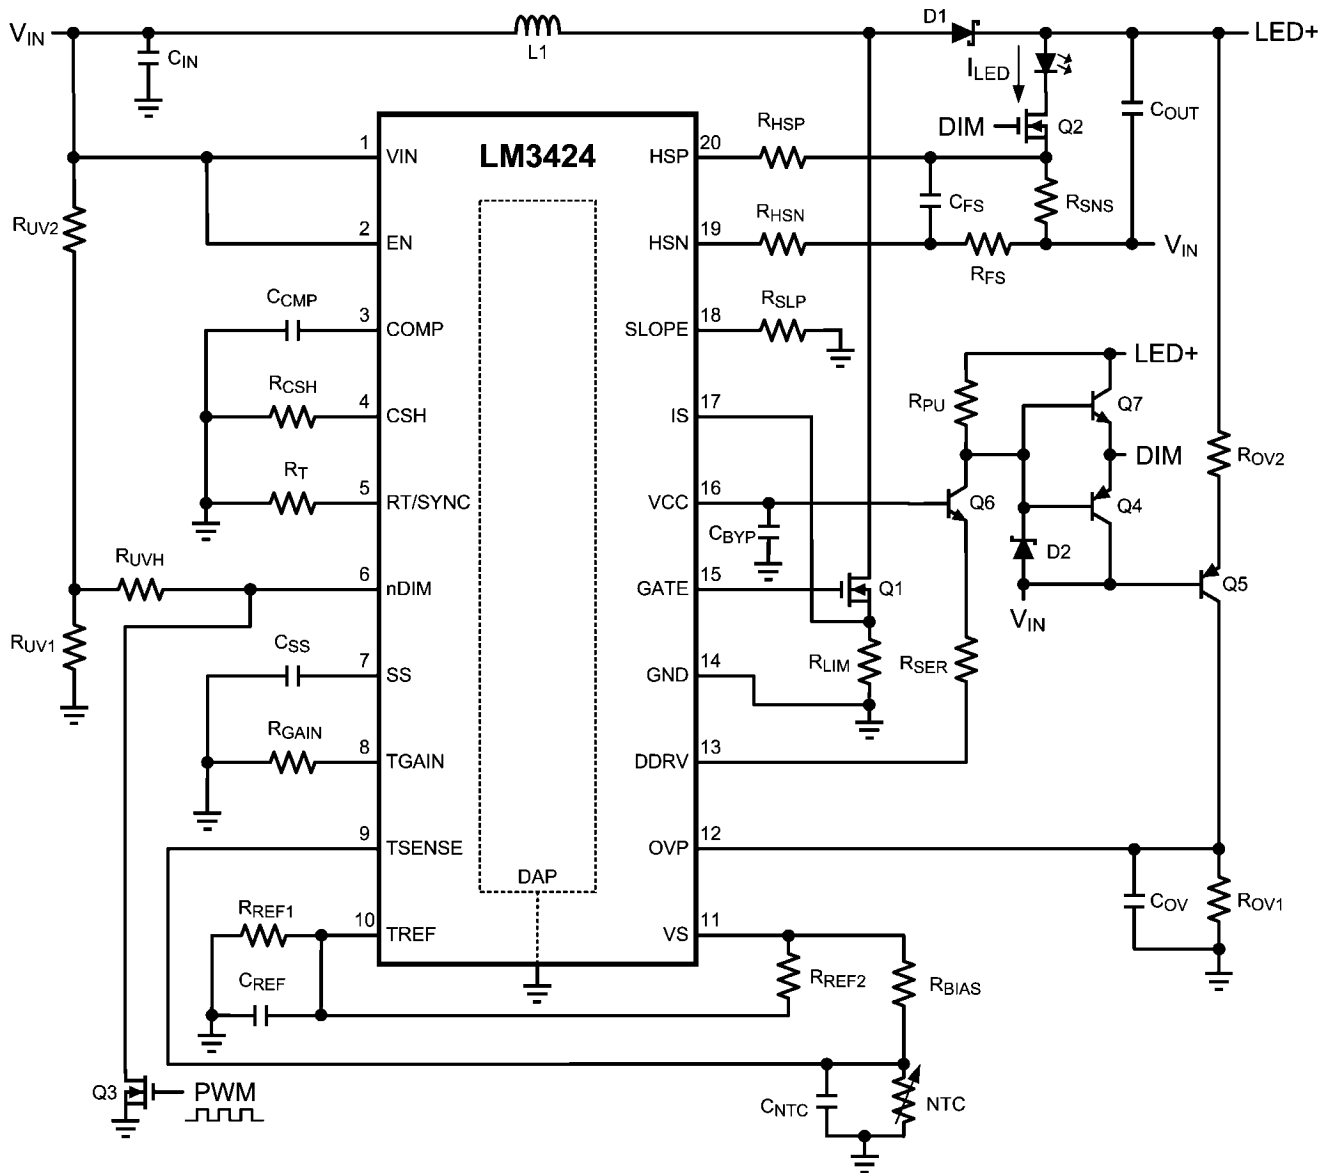 VIN
CIN
L1
D1
LED+
ILED
DIM
Q2
COUT
LM3424
1
VIN
20
HSP
RHSP
CFS
RSNS
RUV2
2
EN
19
HSN
RHSN
RFS
VIN
CCMP
3
COMP
18
SLOPE
RSLP
RCSH
4
CSH
17
IS
RPU
LED+
Q7
DIM
ROV2
RT
5
RT/SYNC
16
VCC
CBYP
Q6
Q4
D2
VIN
Q5
RUVH
6
nDIM
15
GATE
Q1
RUV1
CSS
7
SS
14
GND
RLIM
RSER
RGAIN
8
TGAIN
13
DDRV
9
TSENSE
12
OVP
COV
ROV1
DAP
RREF1
10
TREF
11
VS
CREF
RREF2
RBIAS
Q3
PWM
CNTC
NTC